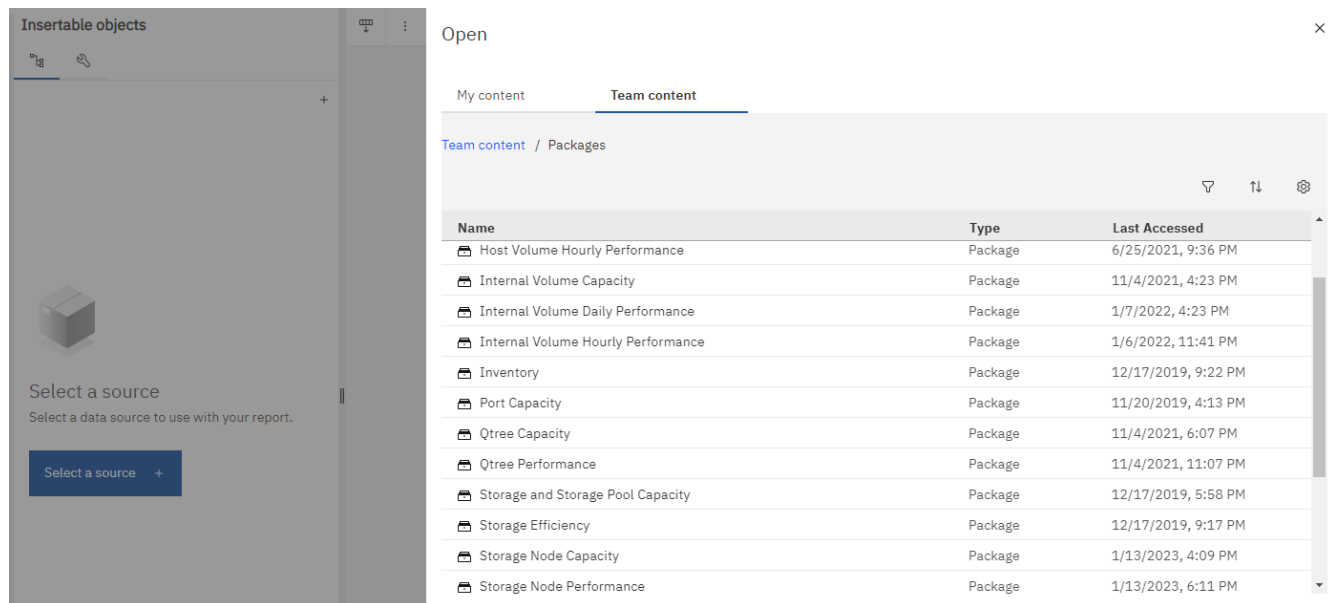 Insertable objects
Select a source
Select a data source to use with your report.
Select a source +
Open
My content Team content
Team content / Packages
Name Type Last Accessed
Host Volume Hourly Performance Package 6/25/2021, 9:36 PM
Internal Volume Capacity Package 11/4/2021, 4:23 PM
Internal Volume Daily Performance Package 1/7/2022, 4:23 PM
Internal Volume Hourly Performance Package 1/6/2022, 11:41 PM
Inventory Package 12/17/2019, 9:22 PM
Port Capacity Package 11/20/2019, 4:13 PM
Qtree Capacity Package 11/4/2021, 6:07 PM
Qtree Performance Package 11/4/2021, 11:07 PM
Storage and Storage Pool Capacity Package 12/17/2019, 5:58 PM
Storage Efficiency Package 12/17/2019, 9:17 PM
Storage Node Capacity Package 1/13/2023, 4:09 PM
Storage Node Performance Package 1/13/2023, 6:11 PM